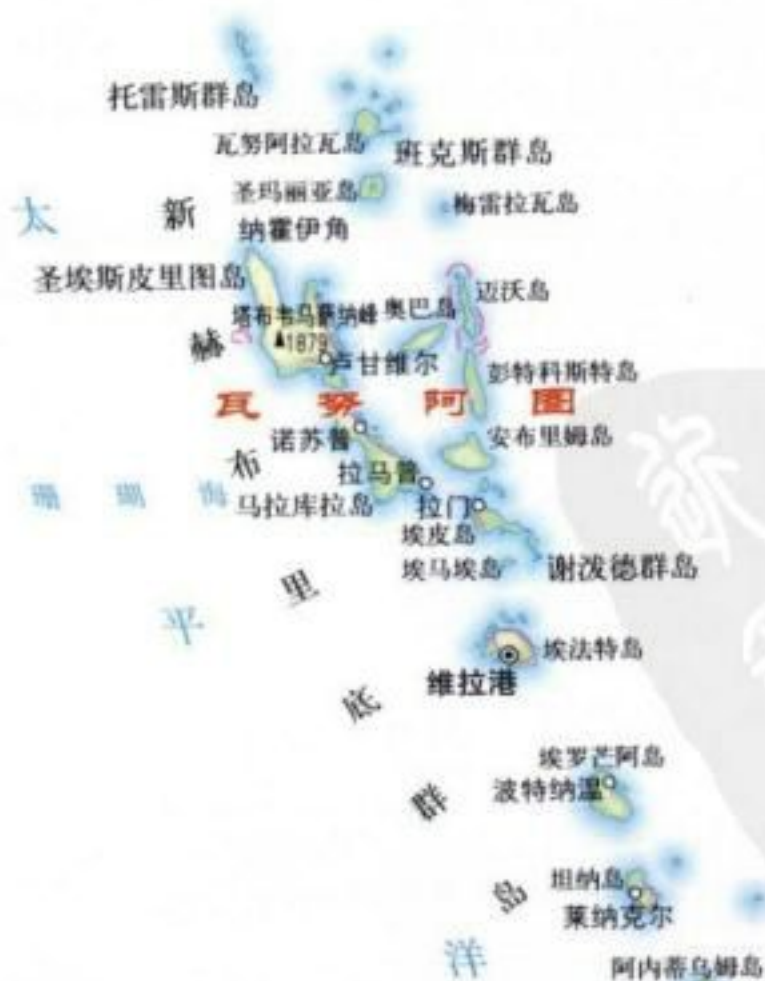 托雷斯群岛
瓦努阿拉瓦岛
班克斯群岛
圣玛丽亚岛
梅雷拉瓦岛
太
新
纳霍伊角
圣埃斯皮里图岛
塔布韦马萨纳峰
奥巴岛
迈沃岛
赫
▲1879
卢甘维尔
彭特科斯特岛
瓦努阿图
诺苏普
安布里姆岛
布
拉马普
珊瑚海
马拉库拉岛
拉门
埃皮岛
埃马埃岛
谢泼德群岛
里
平
埃法特岛
维拉港
底
埃罗芒阿岛
波特纳温
群
坦纳岛
岛
莱纳克尔
洋
阿内蒂乌姆岛